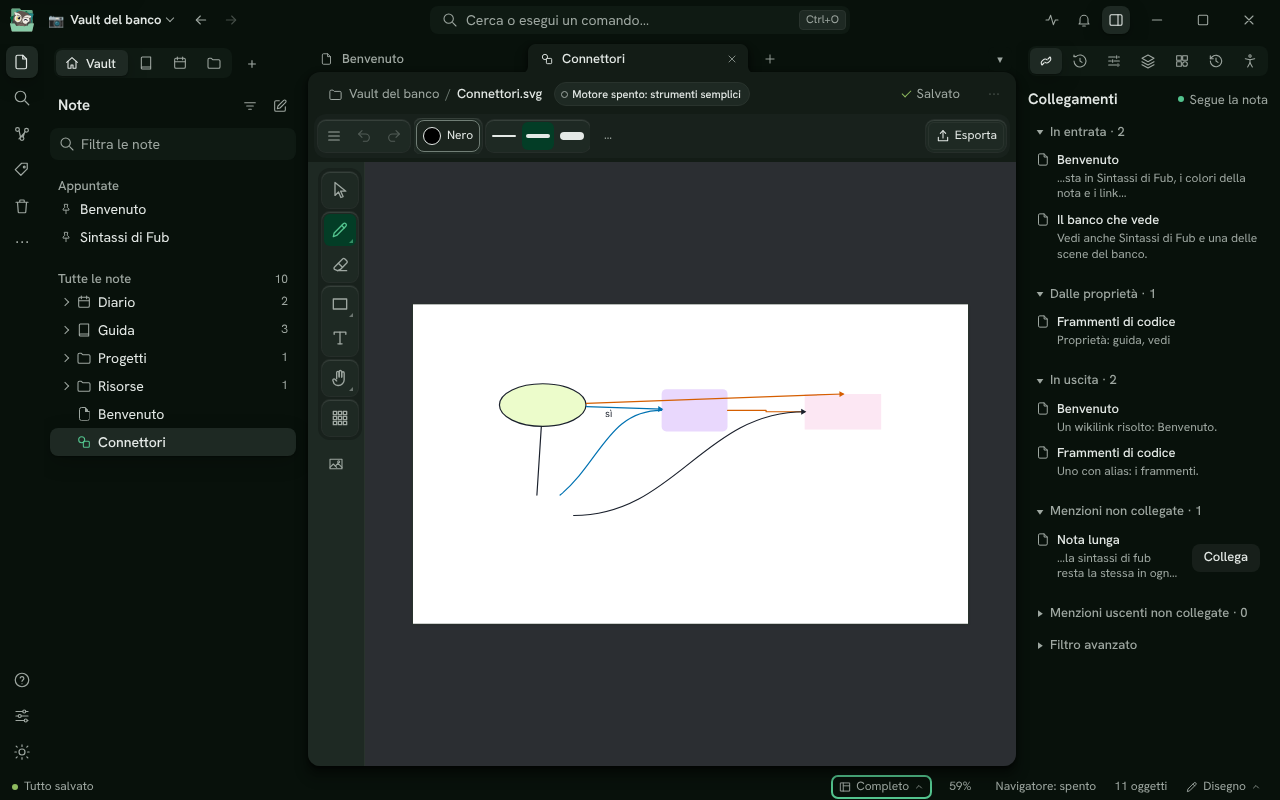 Vault del banco
Cerca o esegui un comando...
Ctrl+O
Vault
Benvenuto
Connettori
Note
Filtra le note
Appuntate
Benvenuto
Sintassi di Fub
Tutte le note 10
Diario 2
Guida 3
Progetti 1
Risorse 1
Benvenuto
Connettori
Vault del banco / Connettori.svg
Motore spento: strumenti semplici
Salvato
...
Nero
...
Esporta
sì
Collegamenti
Segue la nota
In entrata · 2
Benvenuto
...sta in Sintassi di Fub, i colori della
nota e i link...
Il banco che vede
Vedi anche Sintassi di Fub e una delle
scene del banco.
Dalle proprietà · 1
Frammenti di codice
Proprietà: guida, vedi
In uscita · 2
Benvenuto
Un wikilink risolto: Benvenuto.
Frammenti di codice
Uno con alias: i frammenti.
Menzioni non collegate · 1
Nota lunga
...la sintassi di fub
resta la stessa in ogn...
Collega
Menzioni uscenti non collegate · 0
Filtro avanzato
Tutto salvato
Completo
59%
Navigatore: spento
11 oggetti
Disegno